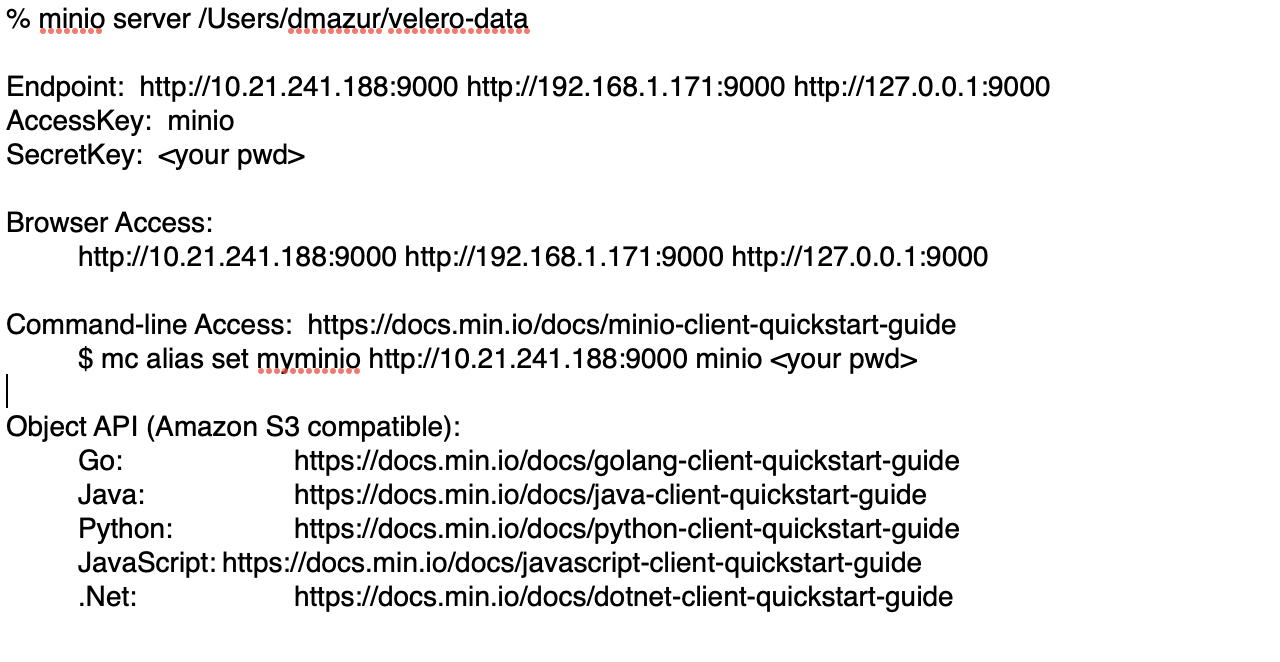 % minio server /Users/dmazur/velero-data
Endpoint: http://10.21.241.188:9000 http://192.168.1.171:9000 http://127.0.0.1:9000
AccessKey: minio
SecretKey: <your pwd>
Browser Access:
http://10.21.241.188:9000 http://192.168.1.171:9000 http://127.0.0.1:9000
Command-line Access: https://docs.min.io/docs/minio-client-quickstart-guide
$ mc alias set myminio http://10.21.241.188:9000 minio <your pwd>
Object API (Amazon S3 compatible):
Go: https://docs.min.io/docs/golang-client-quickstart-guide
Java: https://docs.min.io/docs/java-client-quickstart-guide
Python: https://docs.min.io/docs/python-client-quickstart-guide
JavaScript: https://docs.min.io/docs/javascript-client-quickstart-guide
.Net: https://docs.min.io/docs/dotnet-client-quickstart-guide